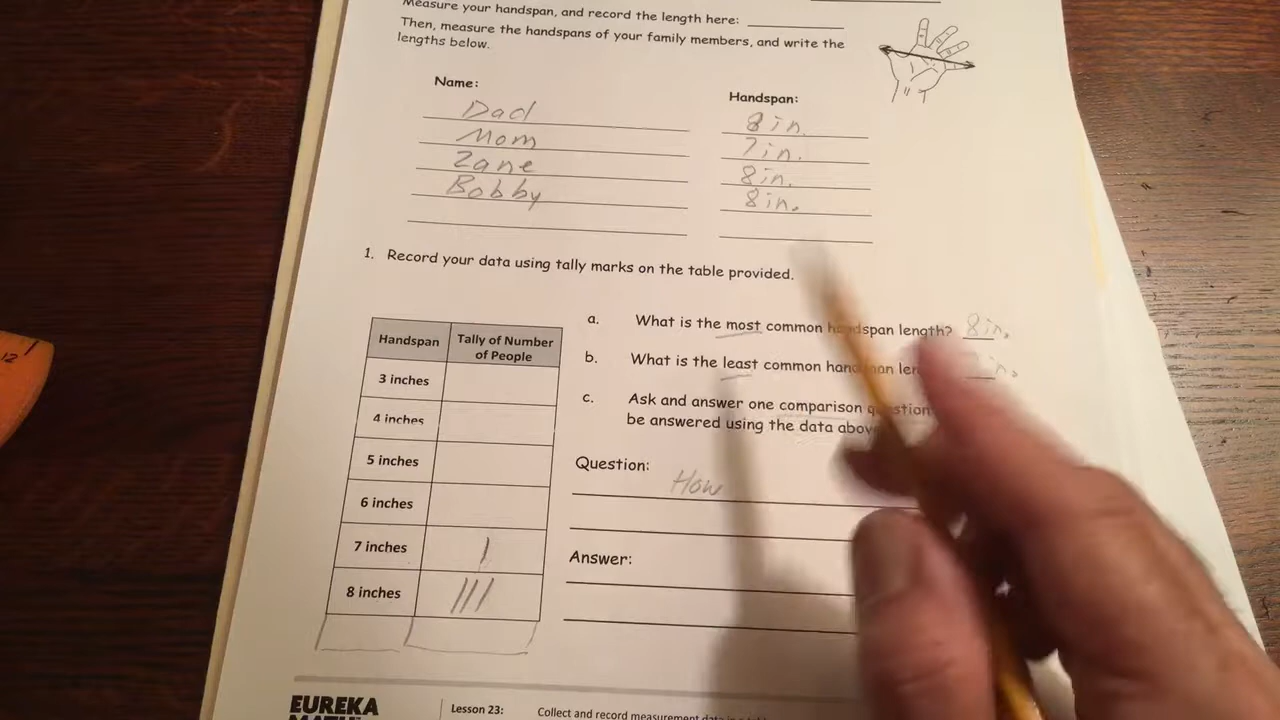 Measure your handspan, and record the length here:
Then, measure the handspans of your family members, and write the
lengths below.
Name: Handspan:
Dad 8 in.
Mom 7 in.
Zane 8 in.
Bobby 8 in.
1. Record your data using tally marks on the table provided.
Handspan Tally of Number of People
3 inches
4 inches
5 inches
6 inches
7 inches
8 inches
a. What is the most common handspan length? 8 in.
b. What is the least common n.
c. Ask and answer one comparison
be answered using the data above
Question:
How
Answer:
EUREKA
MATH
Lesson 23: Collect and record measurement data in a
12